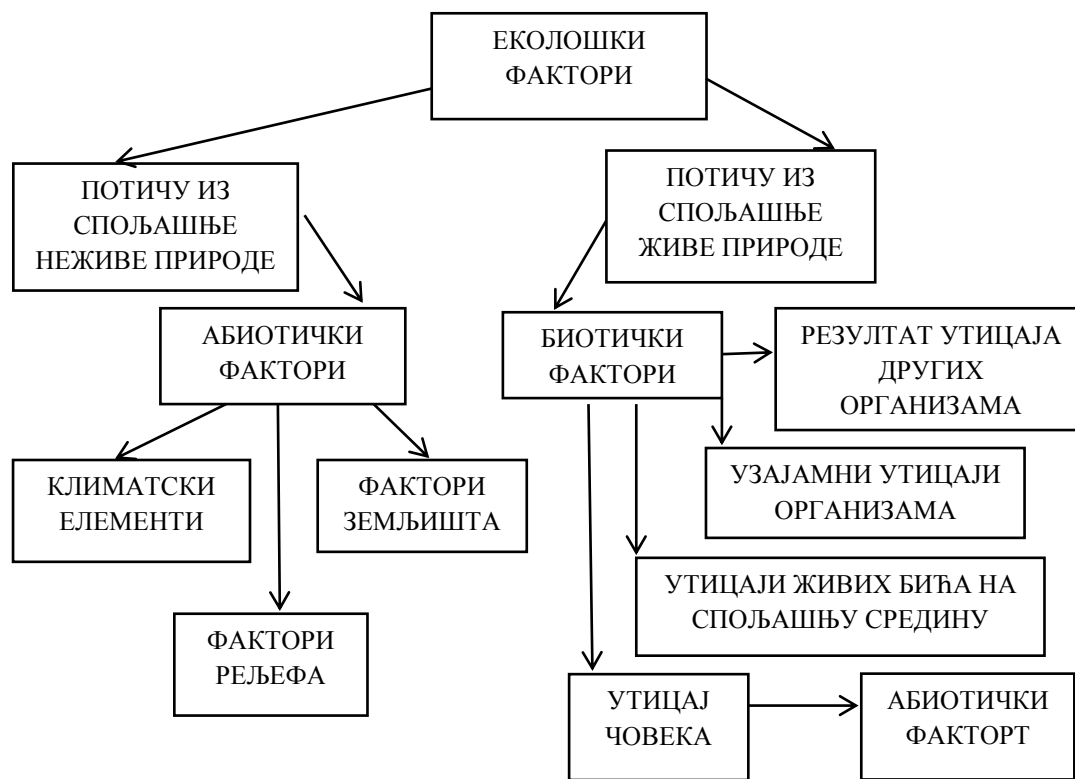 ЕКОЛОШКИ
ФАКТОРИ
ПОТИЧУ ИЗ
СПОЉАШЊЕ
НЕЖИВЕ ПРИРОДЕ
ПОТИЧУ ИЗ
СПОЉАШЊЕ
ЖИВЕ ПРИРОДЕ
АБИОТИЧКИ
ФАКТОРИ
БИОТИЧКИ
ФАКТОРИ
РЕЗУЛТАТ УТИЦАЈА
ДРУГИХ
ОРГАНИЗАМА
КЛИМАТСКИ
ЕЛЕМЕНТИ
ФАКТОРИ
ЗЕМЉИШТА
УЗАЈАМНИ УТИЦАЈИ
ОРГАНИЗАМА
УТИЦАЈИ ЖИВИХ БИЋА НА
СПОЉАШЊУ СРЕДИНУ
ФАКТОРИ
РЕЉЕФА
УТИЦАЈ
ЧОВЕКА
АБИОТИЧКИ
ФАКТОРТ